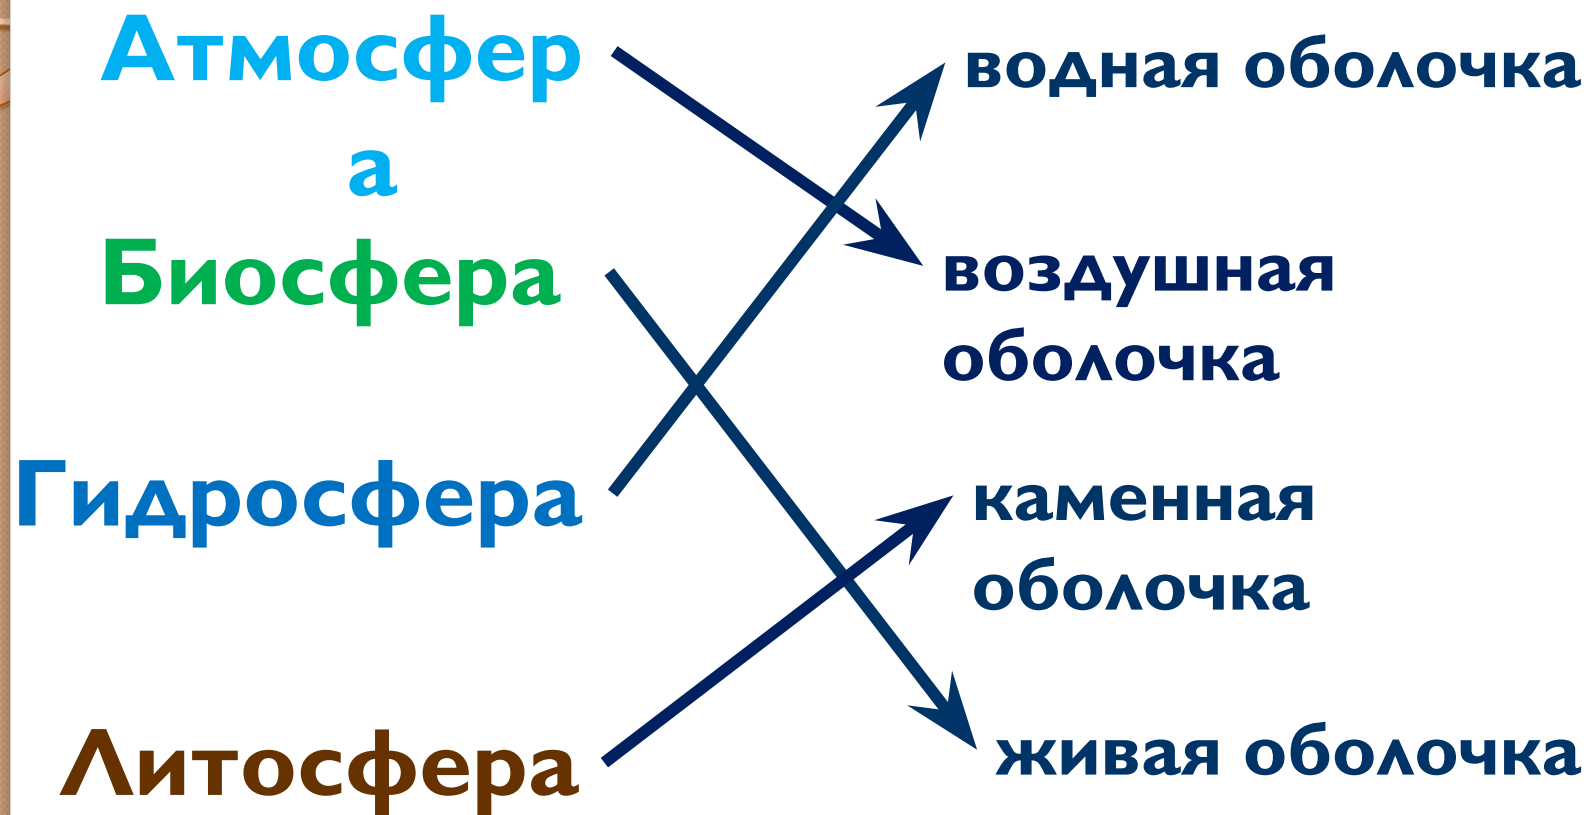 Атмосфер
а
Биосфера
Гидросфера
Литосфера
водная оболочка
воздушная
оболочка
каменная
оболочка
живая оболочка